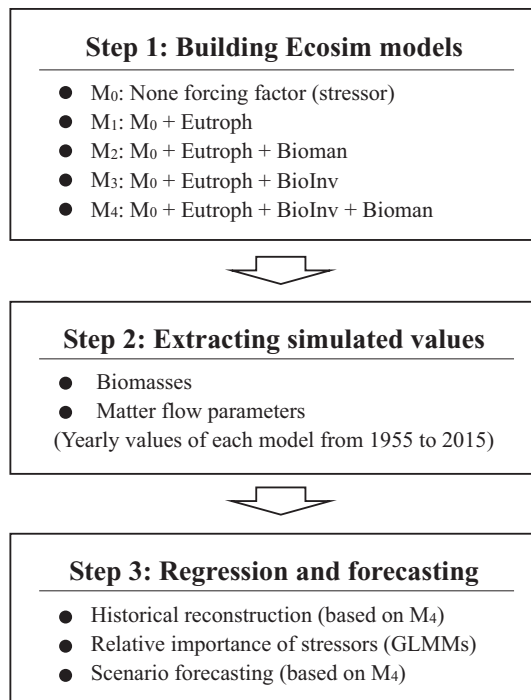 Step 1: Building Ecosim models
● M₀: None forcing factor (stressor)
● M₁: M₀ + Eutroph
● M₂: M₀ + Eutroph + Bioman
● M₃: M₀ + Eutroph + BioInv
● M₄: M₀ + Eutroph + BioInv + Bioman
Step 2: Extracting simulated values
● Biomasses
● Matter flow parameters
(Yearly values of each model from 1955 to 2015)
Step 3: Regression and forecasting
● Historical reconstruction (based on M₄)
● Relative importance of stressors (GLMMs)
● Scenario forecasting (based on M₄)